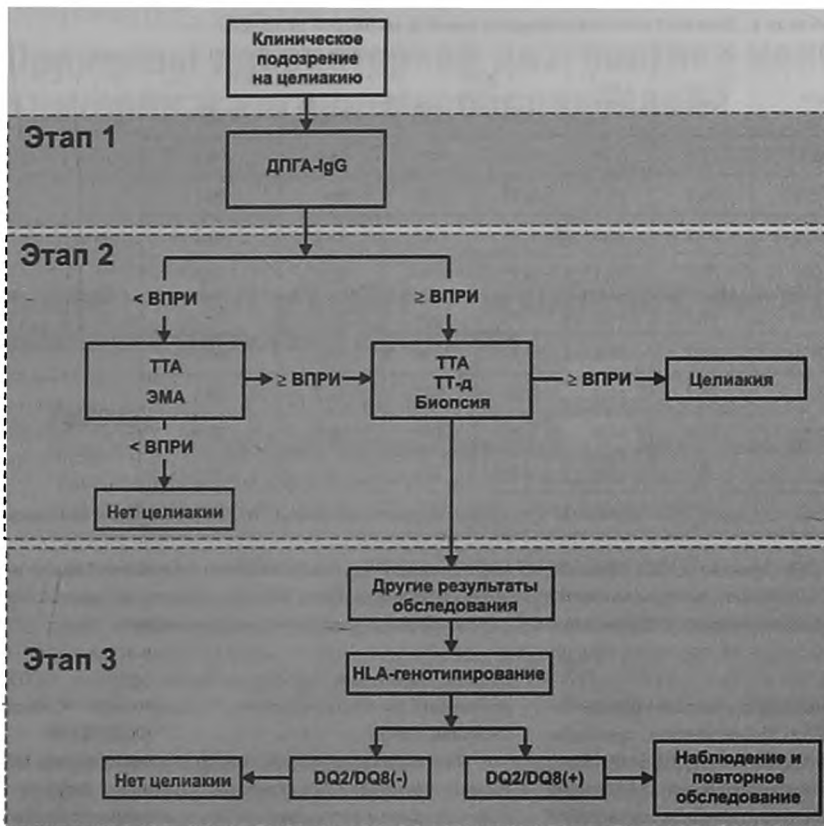 Клиническое
подозрение
на целиакию
Этап 1
ДПГА-IgG
Этап 2
< ВПРИ
≥ ВПРИ
ТТА
ЭМА
≥ ВПРИ
ТТА
ТТ-д
Биопсия
≥ ВПРИ
Целиакия
< ВПРИ
Нет целиакии
Другие результаты
обследования
Этап 3
HLA-генотипирование
Нет целиакии
DQ2/DQ8(-)
DQ2/DQ8(+)
Наблюдение и
повторное
обследование